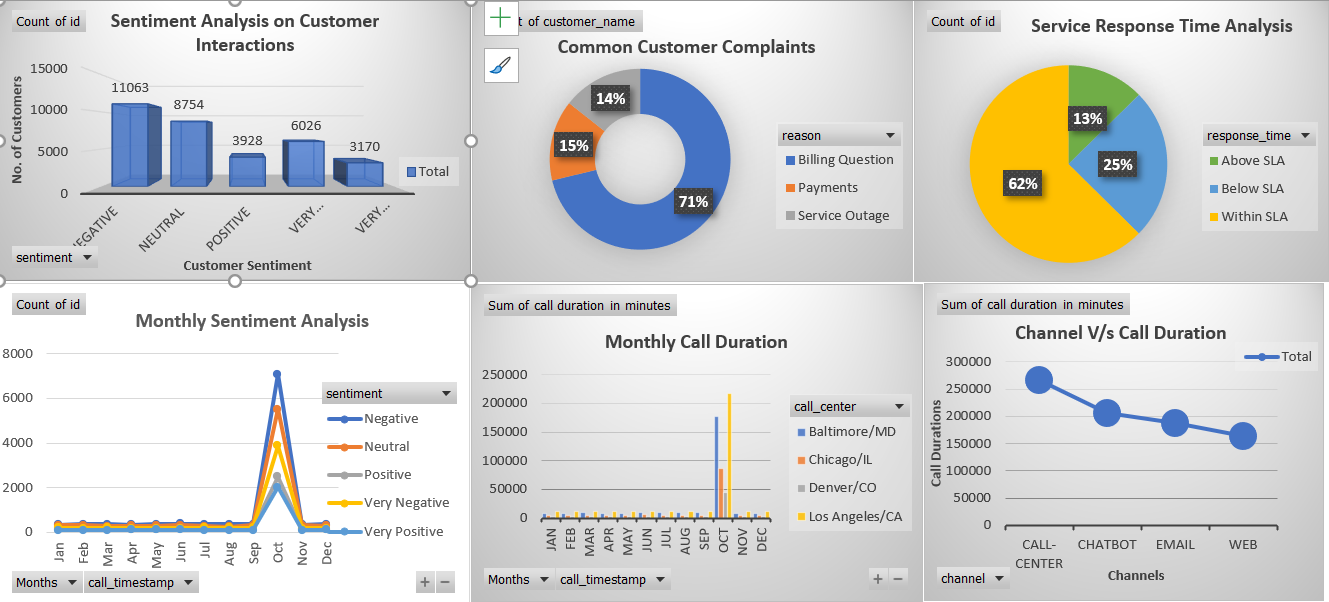 Count of id
Sentiment Analysis on Customer
Interactions
15000
10000
5000
0
No. of Customers
11063
8754
3928
6026
3170
Total
NEGATIVE
NEUTRAL
POSITIVE
VERY...
VERY...
sentiment
Customer Sentiment
t of customer_name
Common Customer Complaints
14%
15%
71%
reason
Billing Question
Payments
Service Outage
Count of id
Service Response Time Analysis
13%
25%
62%
response_time
Above SLA
Below SLA
Within SLA
Count of id
Monthly Sentiment Analysis
8000
6000
4000
2000
0
sentiment
Negative
Neutral
Positive
Very Negative
Very Positive
Jan
Feb
Mar
Apr
May
Jun
Jul
Aug
Sep
Oct
Nov
Dec
Months
call_timestamp
Sum of call duration in minutes
Monthly Call Duration
250000
200000
150000
100000
50000
0
call_center
Baltimore/MD
Chicago/IL
Denver/CO
Los Angeles/CA
JAN
FEB
MAR
APR
MAY
JUN
JUL
AUG
SEP
OCT
NOV
DEC
Months
call_timestamp
Sum of call duration in minutes
Channel V/s Call Duration
Total
300000
250000
200000
150000
100000
50000
0
Call Durations
CALL-
CENTER
CHATBOT
EMAIL
WEB
channel
Channels